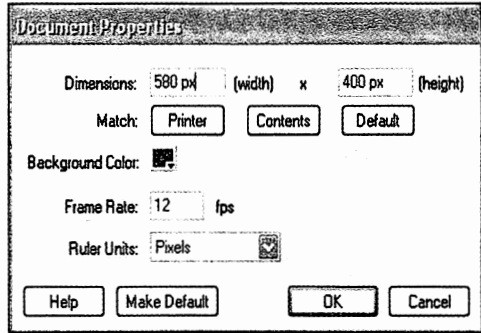 Document Properties
Dimensions: 580 px (width) x 400 px (height)
Match: Printer Contents Default
Background Color:
Frame Rate: 12 fps
Ruler Units: Pixels
Help Make Default OK Cancel